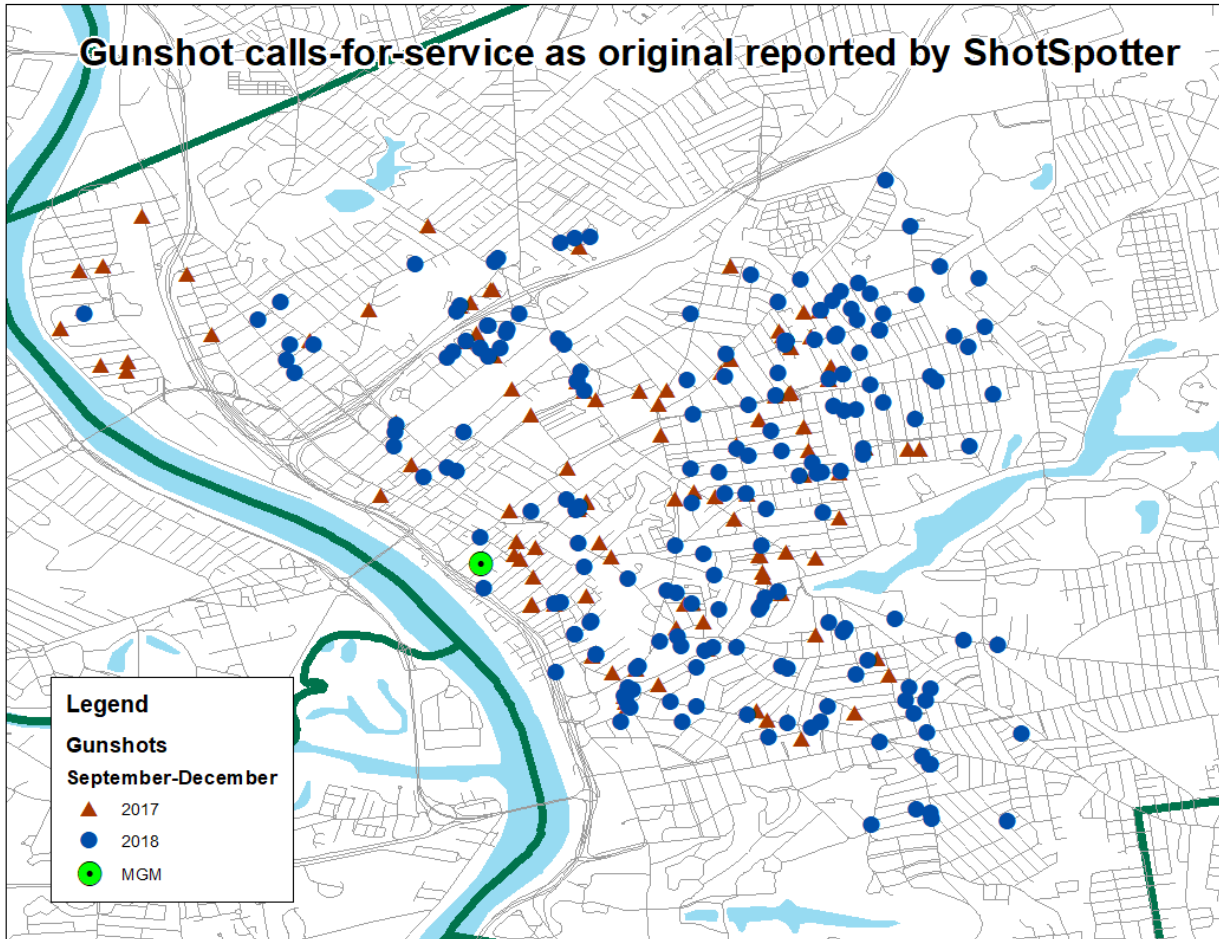 Gunshot calls-for-service as original reported by ShotSpotter
Legend
Gunshots
September-December
2017
2018
MGM